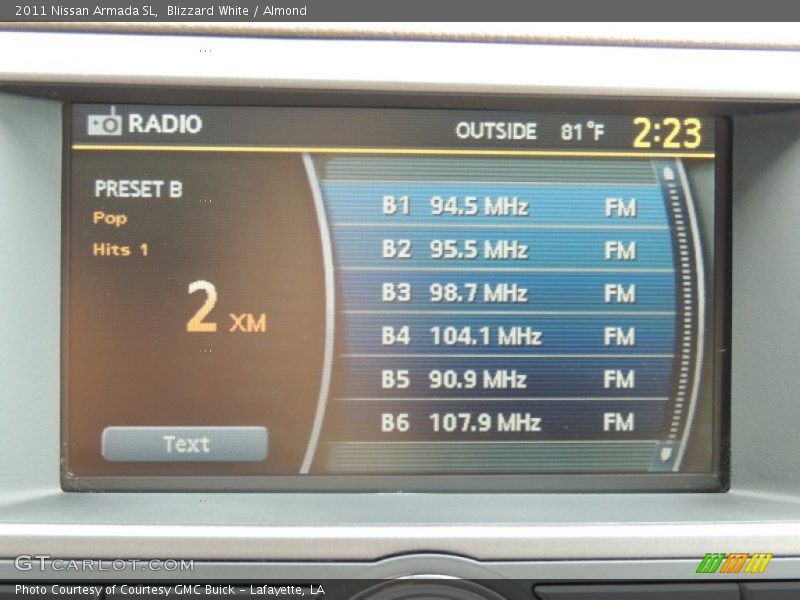 2011 Nissan Armada SL,  Blizzard White / Almond
RADIO
OUTSIDE 81°F 2:23
PRESET B
Pop
Hits 1
2 XM
Text
B1 94.5 MHz FM
B2 95.5 MHz FM
B3 98.7 MHz FM
B4 104.1 MHz FM
B5 90.9 MHz FM
B6 107.9 MHz FM
GTCARLOT.COM
Photo Courtesy of Courtesy GMC Buick - Lafayette, LA